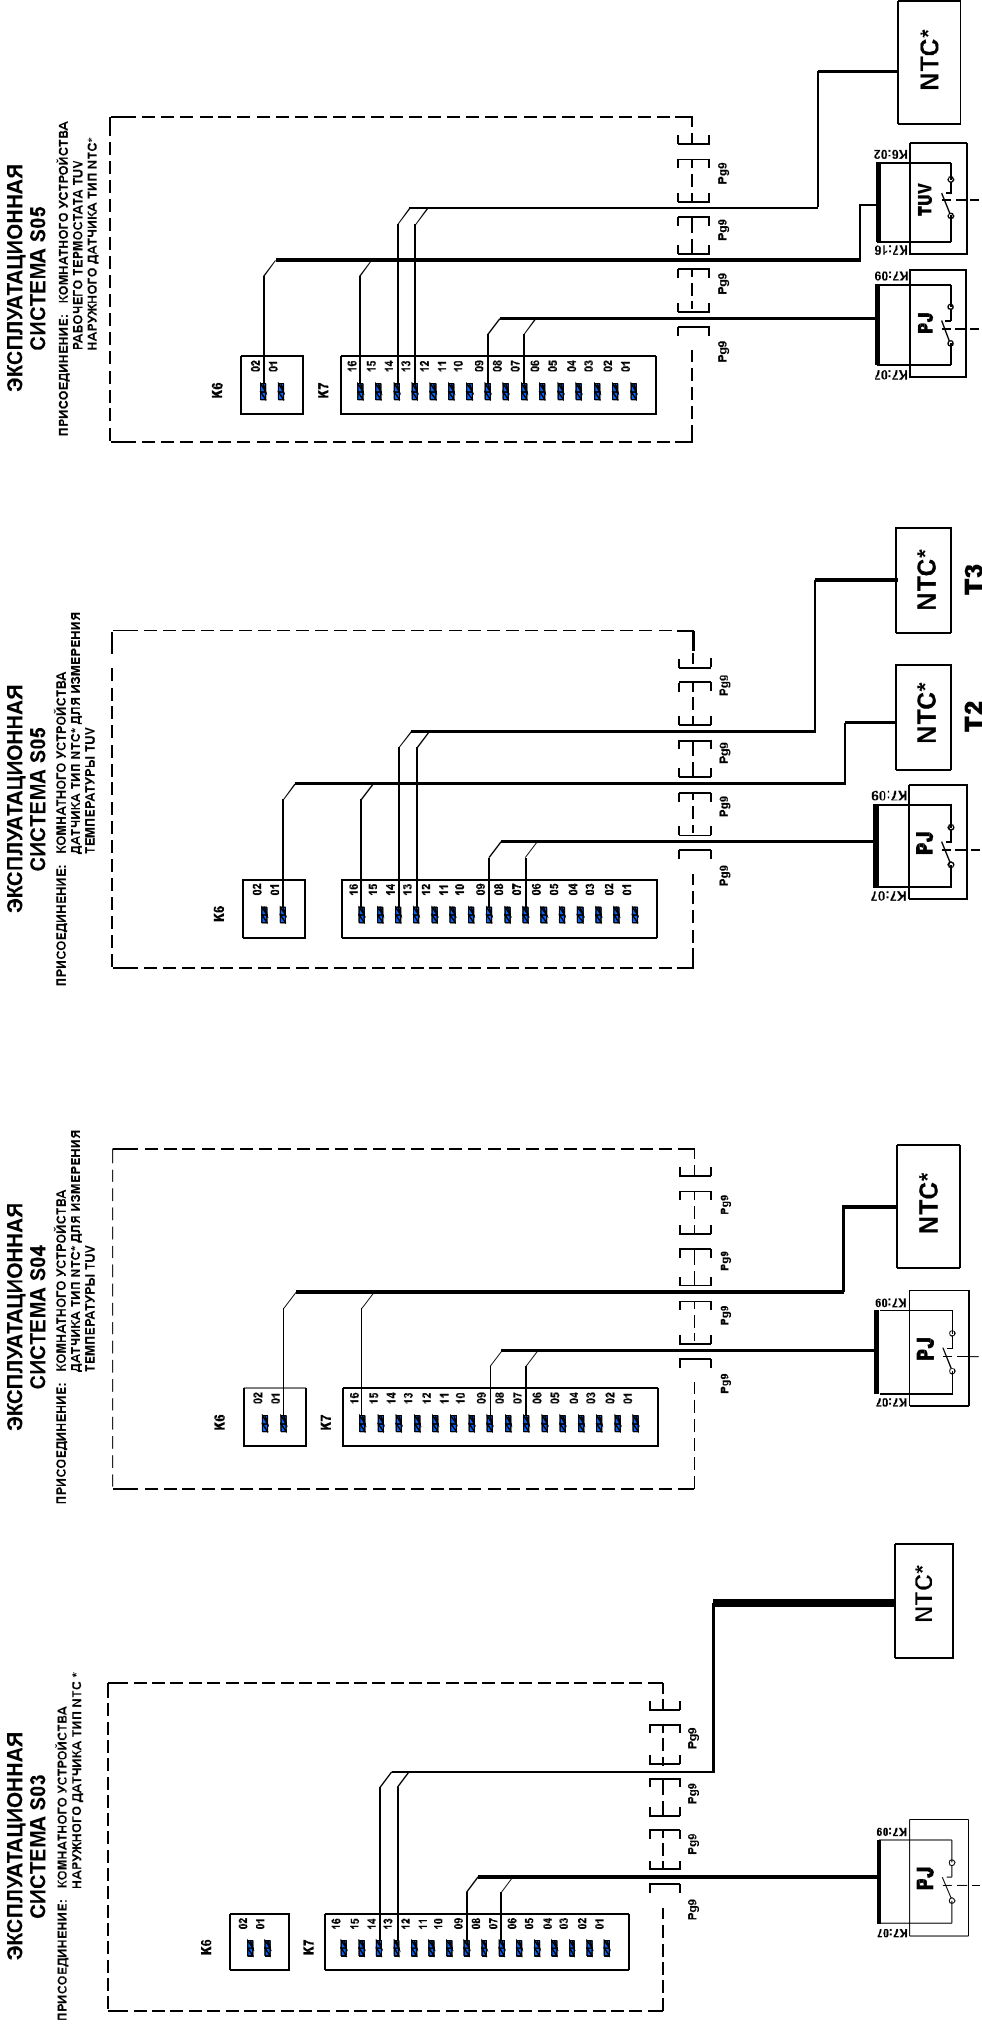 ЭКСПЛУАТАЦИОННАЯ
СИСТЕМА S03
ПРИСОЕДИНЕНИЕ: КОМНАТНОГО УСТРОЙСТВА
НАРУЖНОГО ДАТЧИКА ТИП NTC *
K6
02
01
K7
16
15
14
13
12
11
10
09
08
07
06
05
04
03
02
01
Pg9
Pg9
Pg9
Pg9
K7:07
K7:09
PJ
NTC*
ЭКСПЛУАТАЦИОННАЯ
СИСТЕМА S04
ПРИСОЕДИНЕНИЕ: КОМНАТНОГО УСТРОЙСТВА
ДАТЧИКА ТИП NTC* ДЛЯ ИЗМЕРЕНИЯ
ТЕМПЕРАТУРЫ TUV
K6
02
01
K7
16
15
14
13
12
11
10
09
08
07
06
05
04
03
02
01
Pg9
Pg9
Pg9
Pg9
K7:07
K7:09
PJ
NTC*
ЭКСПЛУАТАЦИОННАЯ
СИСТЕМА S05
ПРИСОЕДИНЕНИЕ: КОМНАТНОГО УСТРОЙСТВА
ДАТЧИКА ТИП NTC* ДЛЯ ИЗМЕРЕНИЯ
ТЕМПЕРАТУРЫ TUV
K6
02
01
16
15
14
13
12
11
10
09
08
07
06
05
04
03
02
01
Pg9
Pg9
Pg9
Pg9
K7:07
K7:09
PJ
NTC*
T2
NTC*
T3
ЭКСПЛУАТАЦИОННАЯ
СИСТЕМА S05
ПРИСОЕДИНЕНИЕ: КОМНАТНОГО УСТРОЙСТВА
РАБОЧЕГО ТЕРМОСТАТА TUV
НАРУЖНОГО ДАТЧИКА ТИП NTC*
K6
02
01
K7
16
15
14
13
12
11
10
09
08
07
06
05
04
03
02
01
Pg9
Pg9
Pg9
Pg9
K7:07
K7:09
PJ
K7:16
K6:02
TUV
NTC*